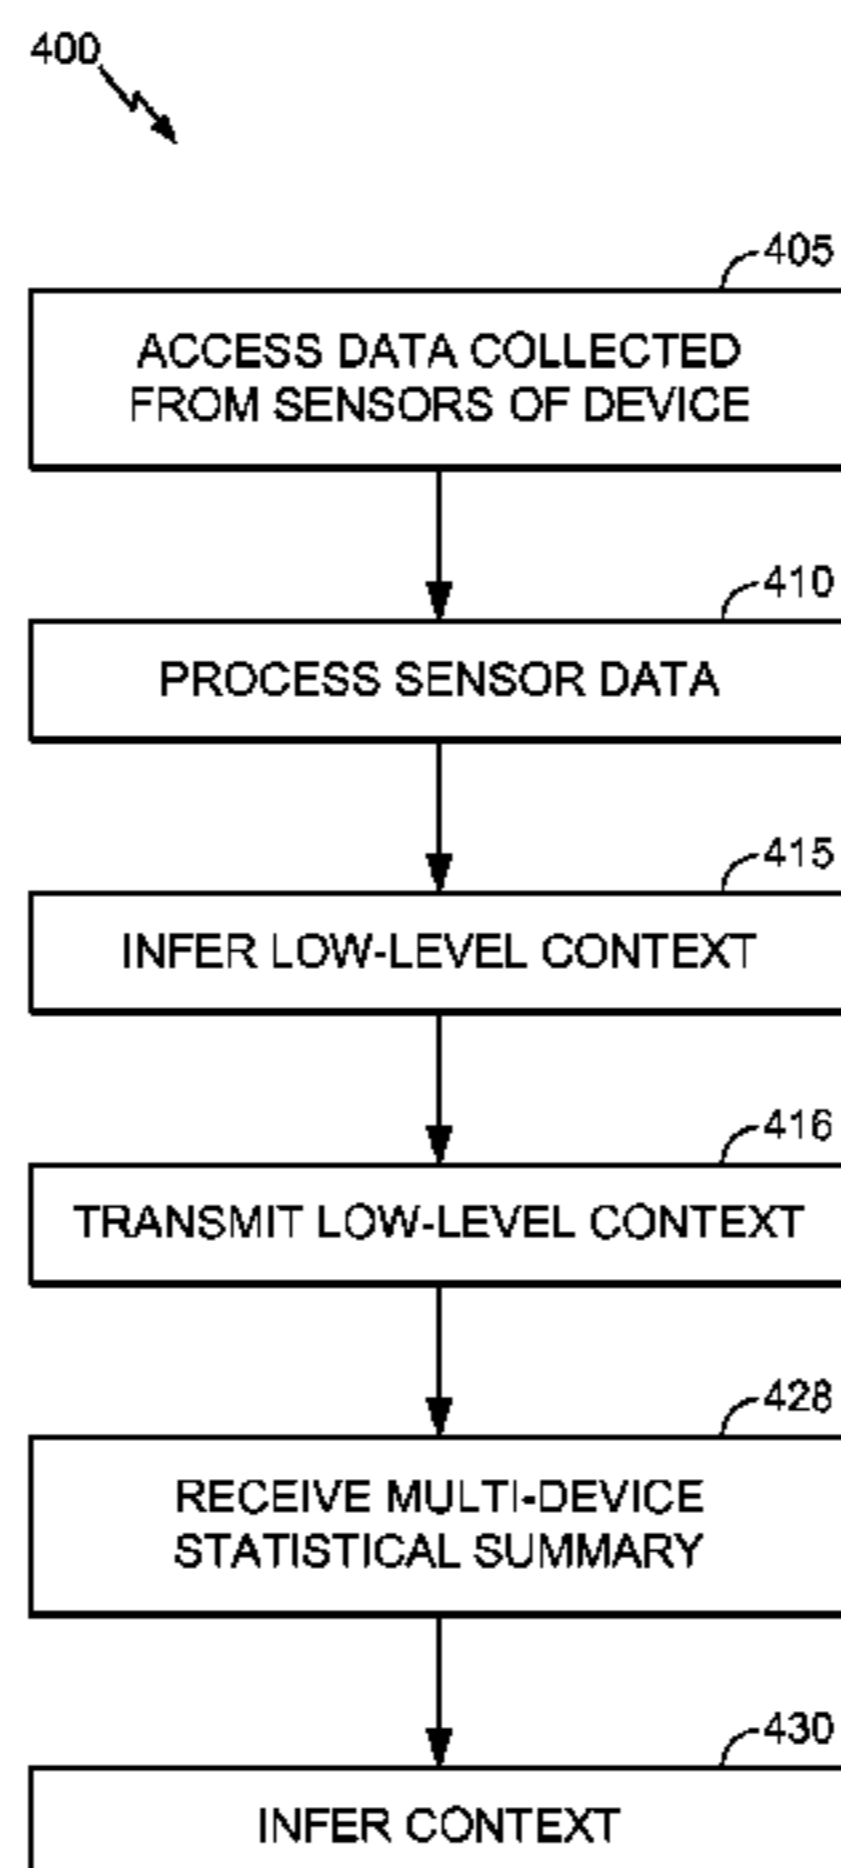 400
405
ACCESS DATA COLLECTED
FROM SENSORS OF DEVICE
410
PROCESS SENSOR DATA
415
INFER LOW-LEVEL CONTEXT
416
TRANSMIT LOW-LEVEL CONTEXT
428
RECEIVE MULTI-DEVICE
STATISTICAL SUMMARY
430
INFER CONTEXT